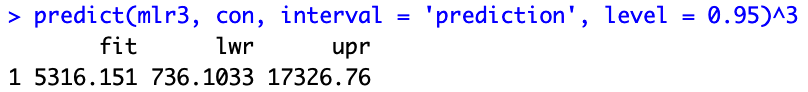 > predict(mlr3, con, interval = 'prediction', level = 0.95)^3
fit lwr upr
1 5316.151 736.1033 17326.76